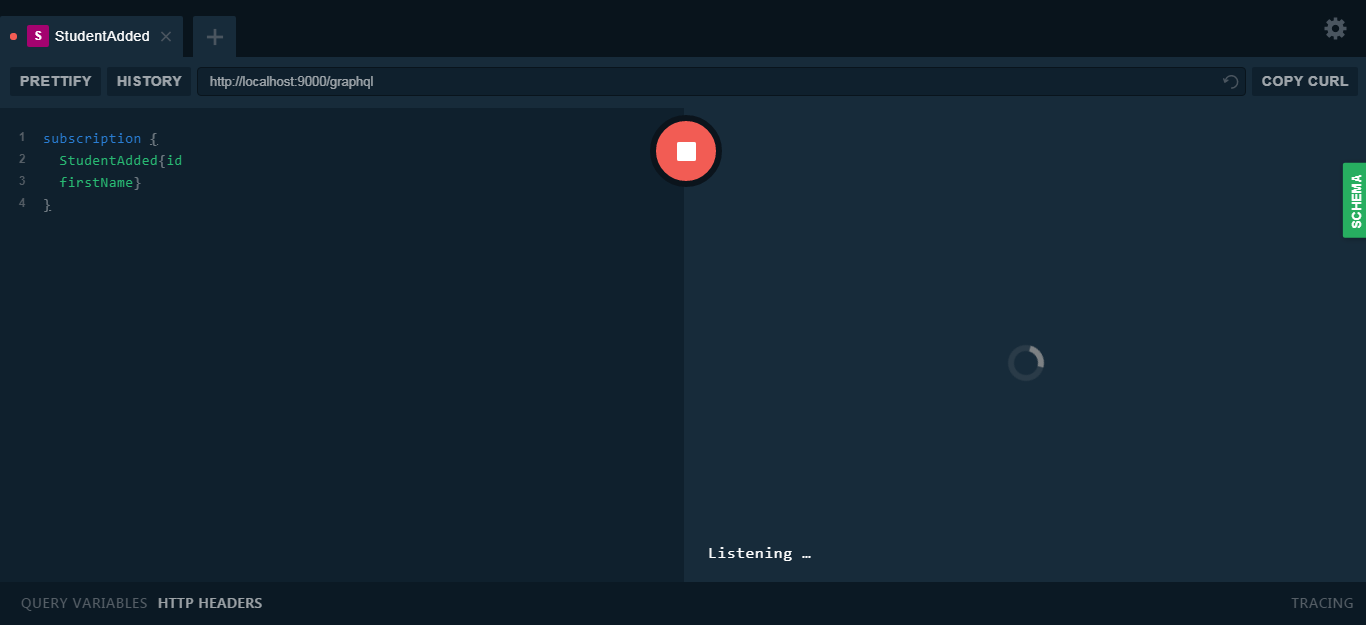 S StudentAdded
PRETTIFY HISTORY http://localhost:9000/graphql COPY CURL
1 subscription {
2 StudentAdded{id
3 firstName}
4 }
SCHEMA
Listening …
QUERY VARIABLES HTTP HEADERS TRACING